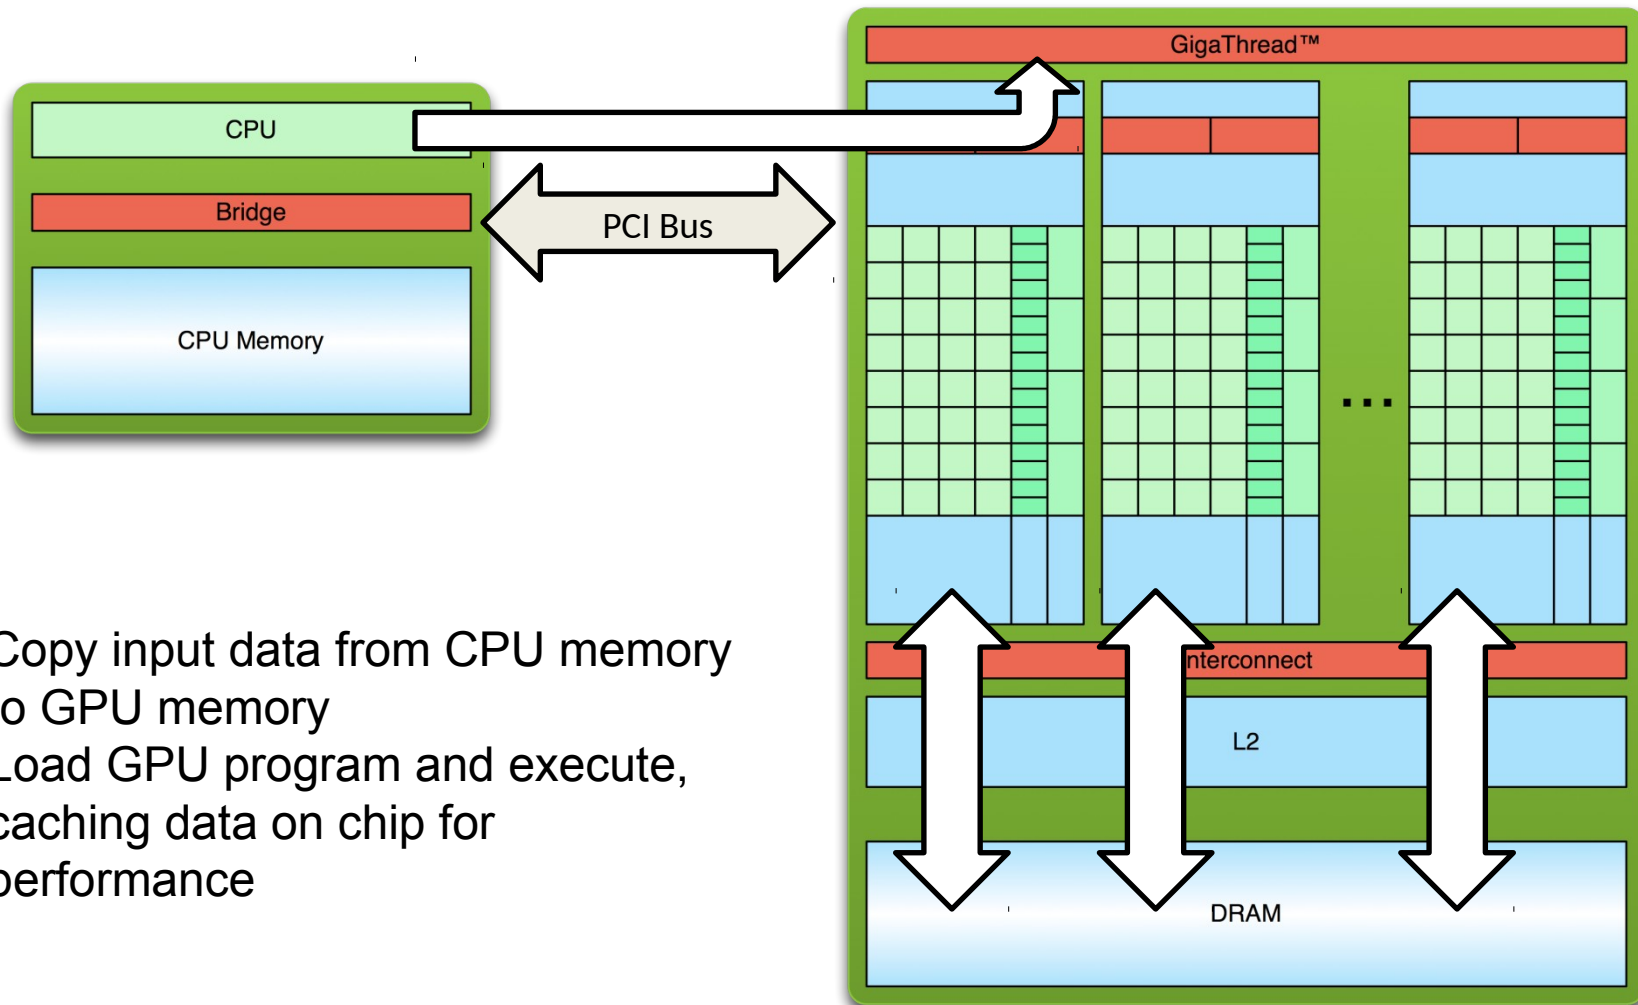 GigaThread™
CPU
Bridge
PCI Bus
CPU Memory
...
Copy input data from CPU memory
to GPU memory
Load GPU program and execute,
caching data on chip for
performance
nterconnect
L2
DRAM